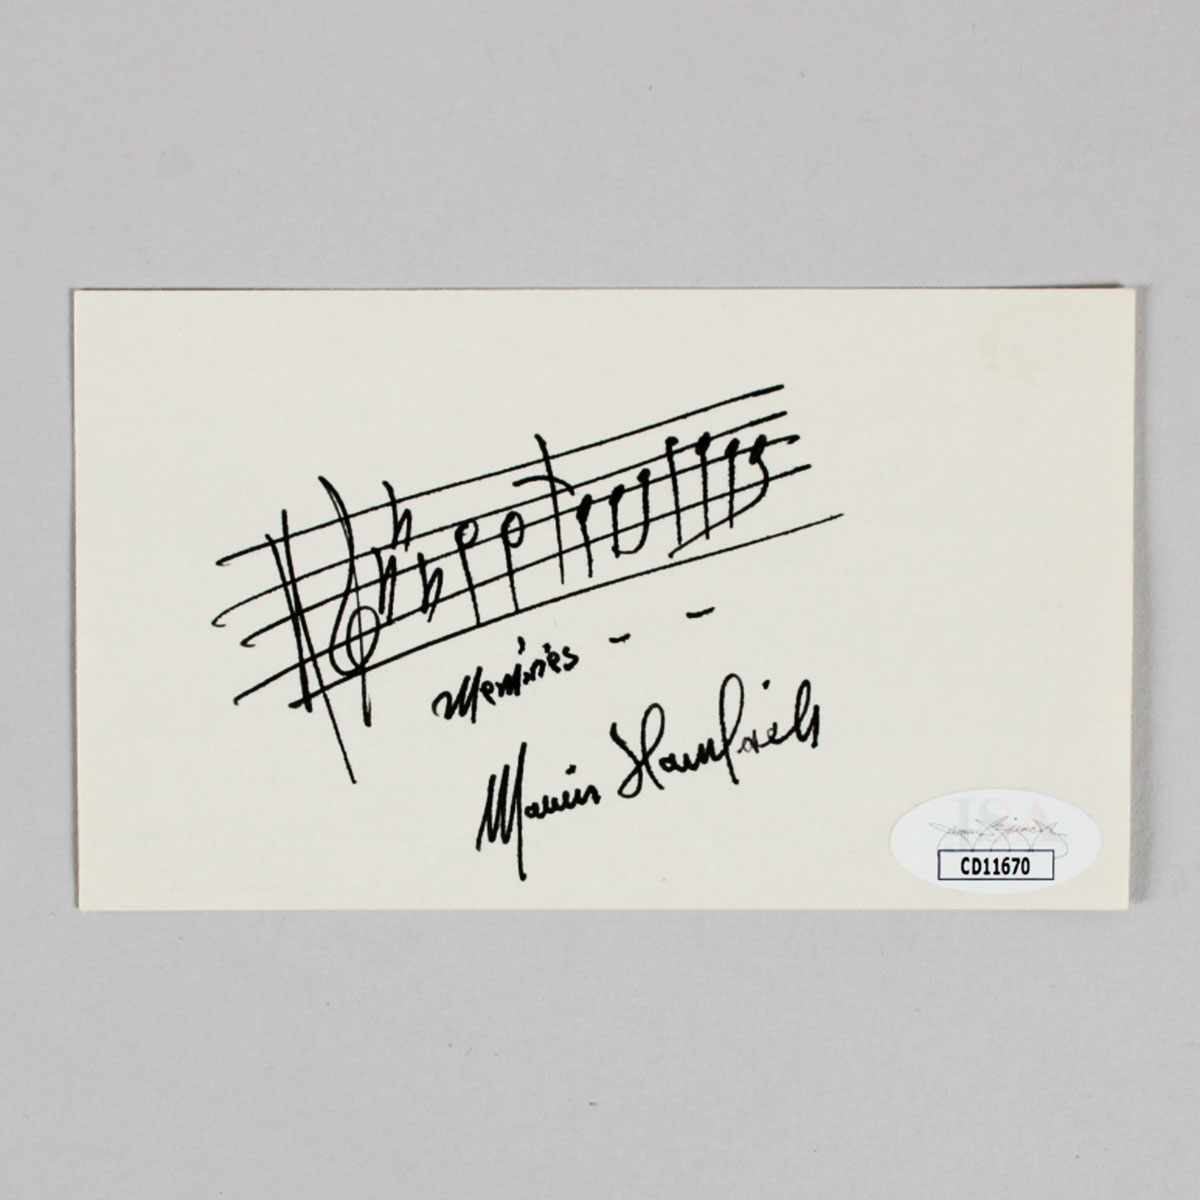 Memories - -
Marvin Hamlisch
JSA
CD11670